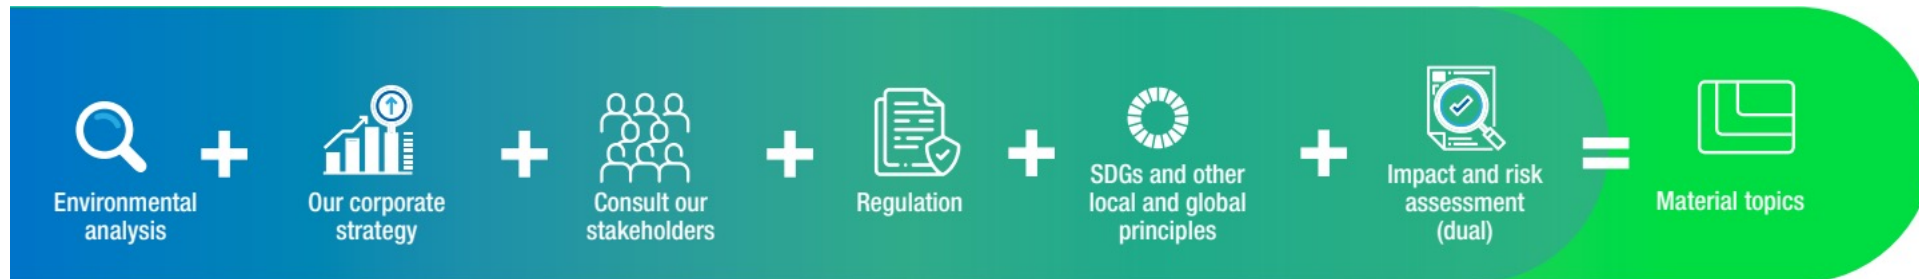 Environmental
analysis
+
Our corporate
strategy
+
Consult our
stakeholders
+
Regulation
+
SDGs and other
local and global
principles
+
Impact and risk
assessment
(dual)
=
Material topics